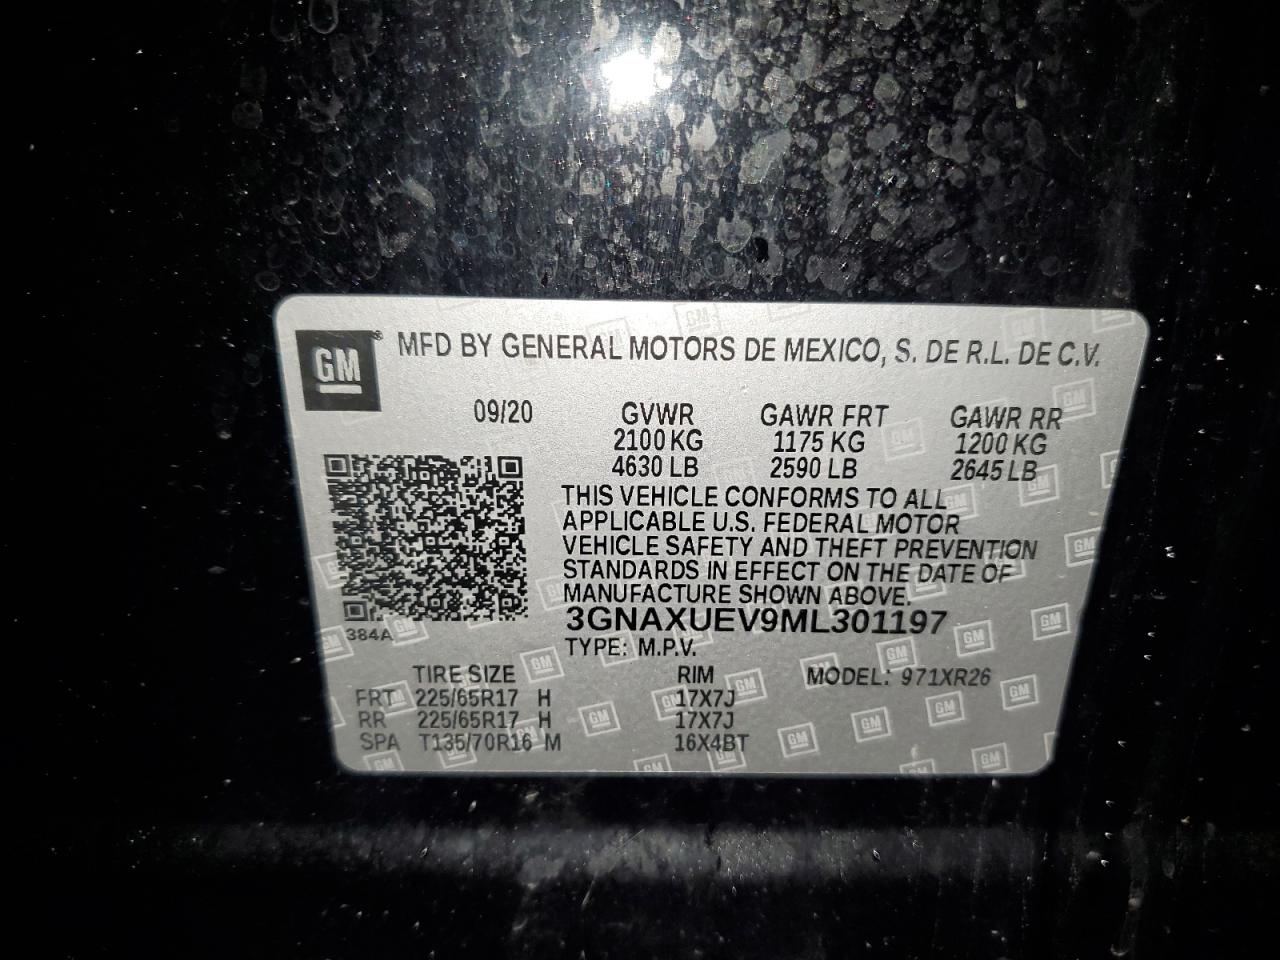 GM ® MFD BY GENERAL MOTORS DE MEXICO, S. DE R.L. DE C.V.
09/20 GVWR GAWR FRT GAWR RR
2100 KG 1175 KG 1200 KG
4630 LB 2590 LB 2645 LB
THIS VEHICLE CONFORMS TO ALL
APPLICABLE U.S. FEDERAL MOTOR
VEHICLE SAFETY AND THEFT PREVENTION
STANDARDS IN EFFECT ON THE DATE OF
MANUFACTURE SHOWN ABOVE.
3GNAXUEV9ML301197
384A
TYPE: M.P.V.
TIRE SIZE RIM MODEL: 971XR26
FRT 225/65R17 H 17X7J
RR 225/65R17 H 17X7J
SPA T135/70R16 M 16X4BT